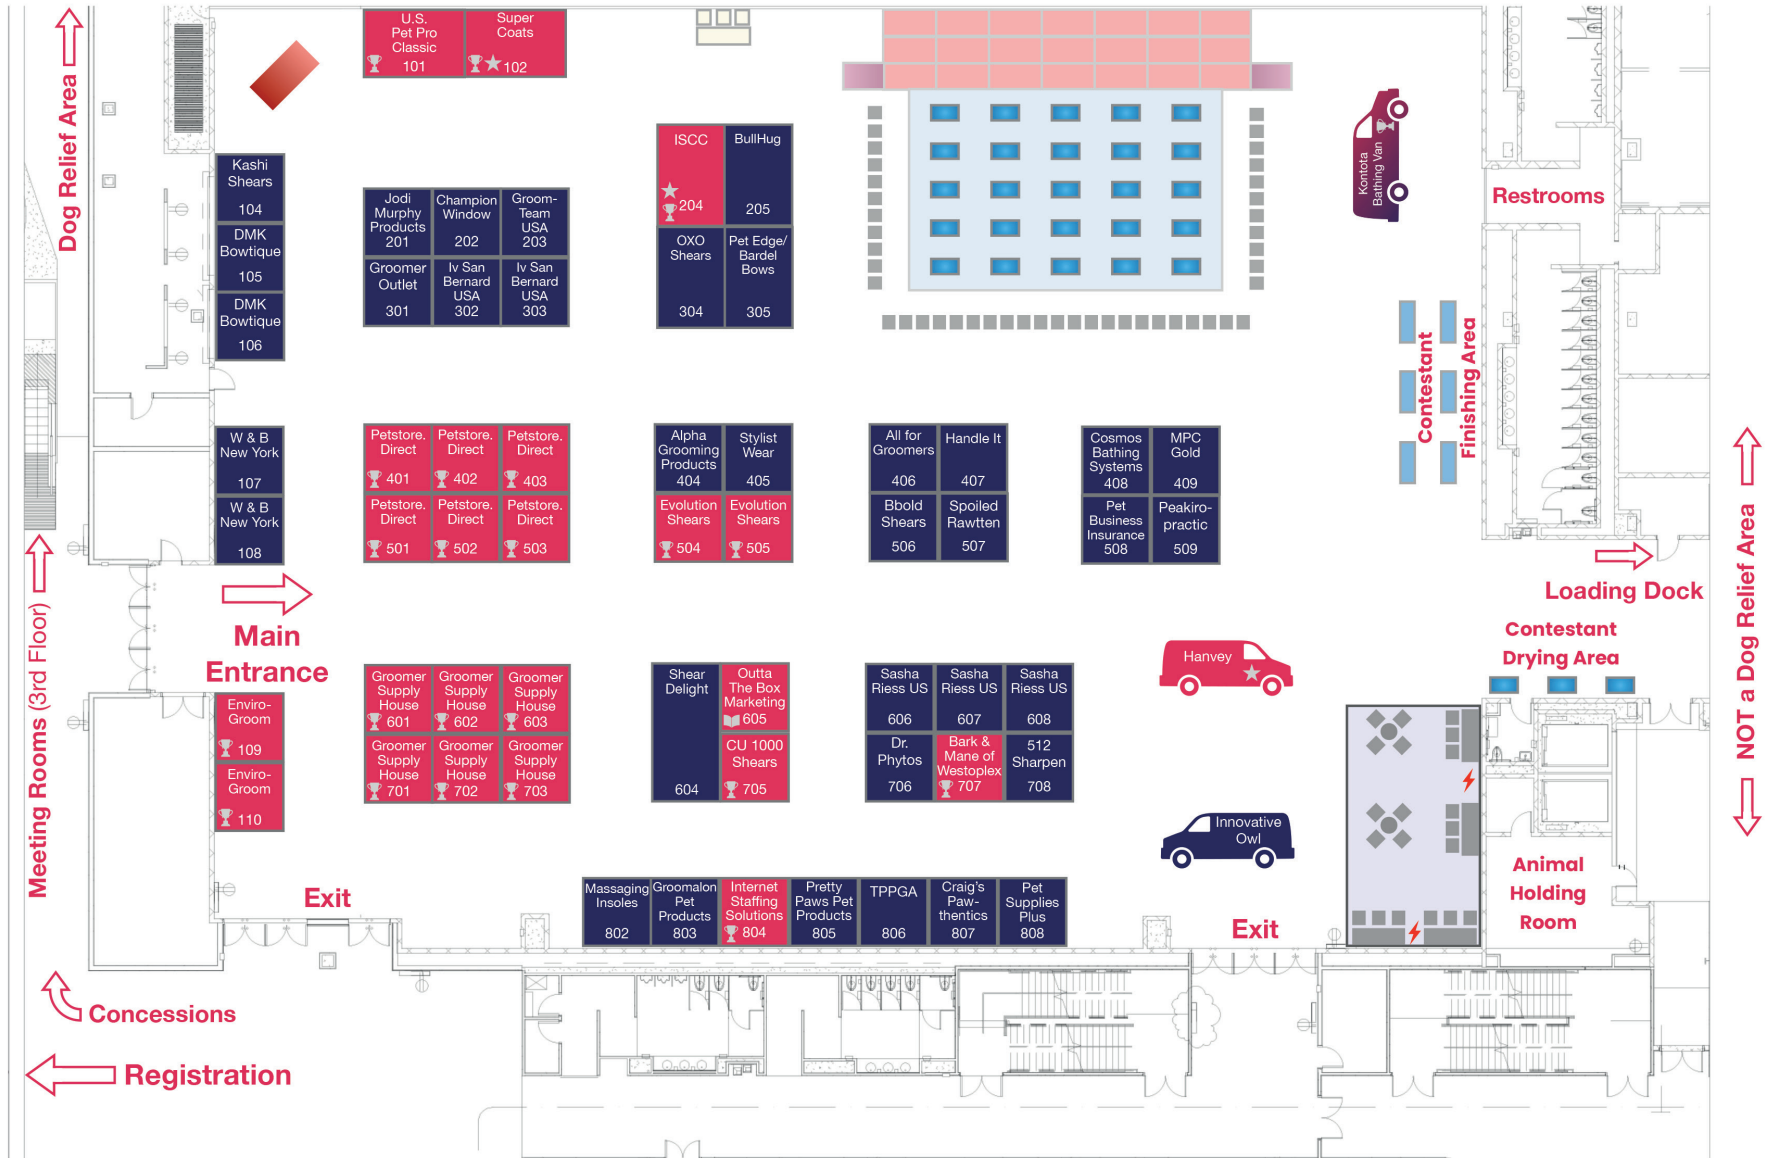 Dog Relief Area
Meeting Rooms (3rd Floor)
U.S.
Pet Pro
Classic
101
Super
Coats
102
Kashi
Shears
104
DMK
Bowtique
105
DMK
Bowtique
106
W & B
New York
107
W & B
New York
108
Enviro-
Groom
109
Enviro-
Groom
110
Jodi
Murphy
Products
201
Champion
Window
202
Groom-
Team
USA
203
Groomer
Outlet
301
Iv San
Bernard
USA
302
Iv San
Bernard
USA
303
ISCC
204
BullHug
205
OXO
Shears
304
Pet Edge/
Bardel
Bows
305
Kontota
Bathing Van
Restrooms
Contestant
Finishing Area
Petstore.
Direct
401
Petstore.
Direct
402
Petstore.
Direct
403
Petstore.
Direct
501
Petstore.
Direct
502
Petstore.
Direct
503
Alpha
Grooming
Products
404
Stylist
Wear
405
Evolution
Shears
504
Evolution
Shears
505
All for
Groomers
406
Handle It
407
Bbold
Shears
506
Spoiled
Rawtten
507
Cosmos
Bathing
Systems
408
MPC
Gold
409
Pet
Business
Insurance
508
Peakiro-
practic
509
Main
Entrance
Loading Dock
Contestant
Drying Area
NOT a Dog Relief Area
Groomer
Supply
House
601
Groomer
Supply
House
602
Groomer
Supply
House
603
Groomer
Supply
House
701
Groomer
Supply
House
702
Groomer
Supply
House
703
Shear
Delight
604
Outta
The Box
Marketing
605
CU 1000
Shears
705
Sasha
Riess US
606
Sasha
Riess US
607
Sasha
Riess US
608
Dr.
Phytos
706
Bark &
Mane of
Westoplex
707
512
Sharpen
708
Hanvey
Innovative
Owl
Animal
Holding
Room
Exit
Massaging
Insoles
802
Groomalon
Pet
Products
803
Internet
Staffing
Solutions
804
Pretty
Paws Pet
Products
805
TPPGA
806
Craig's
Paw-
thentics
807
Pet
Supplies
Plus
808
Exit
Concessions
Registration